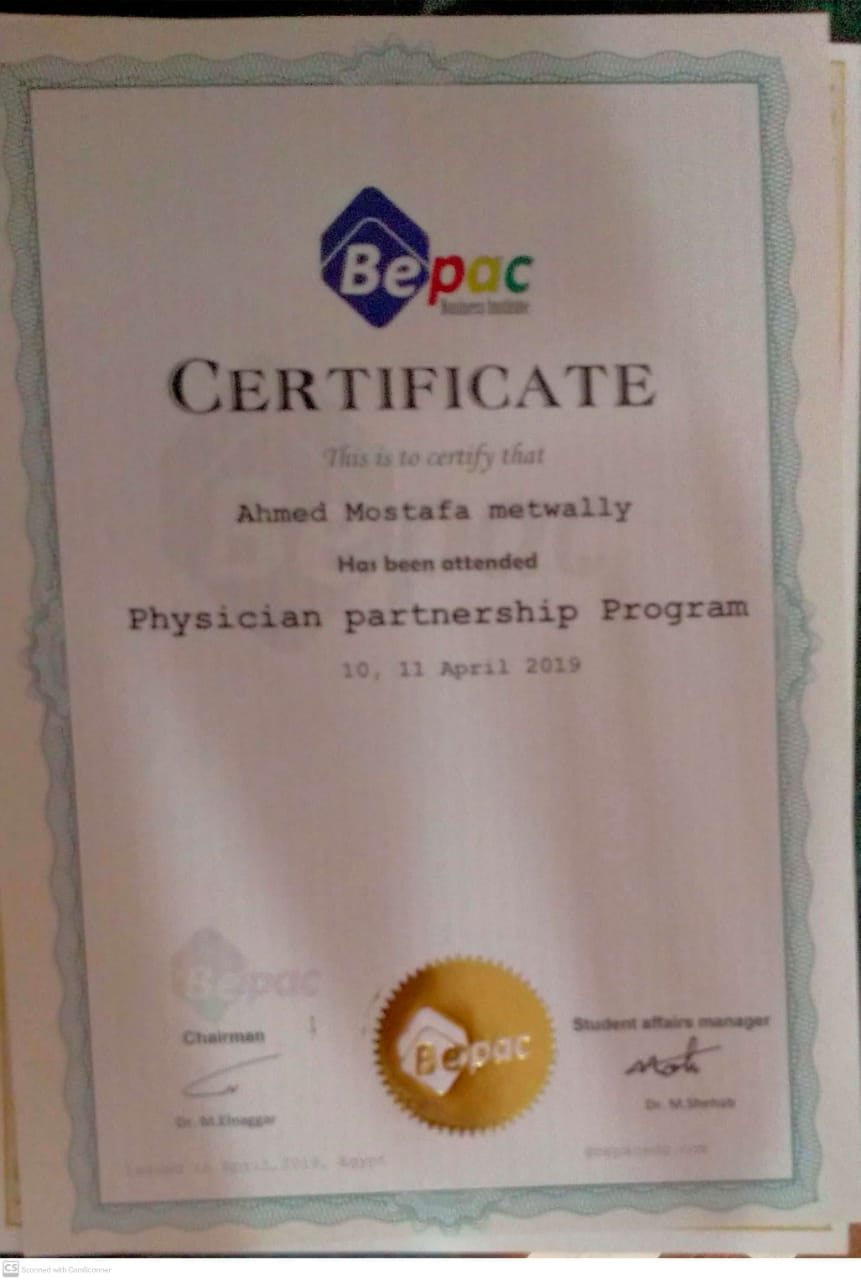 Bepac
Business Institute
CERTIFICATE
This is to certify that
Ahmed Mostafa metwally
Has been attended
Physician partnership Program
10, 11 April 2019
Bepac
Chairman
Dr. M.Elnaggar
Bepac
Student affairs manager
Dr. M.Shehab
Issued in April, 2019, Egypt
CS Scanned with CamScanner